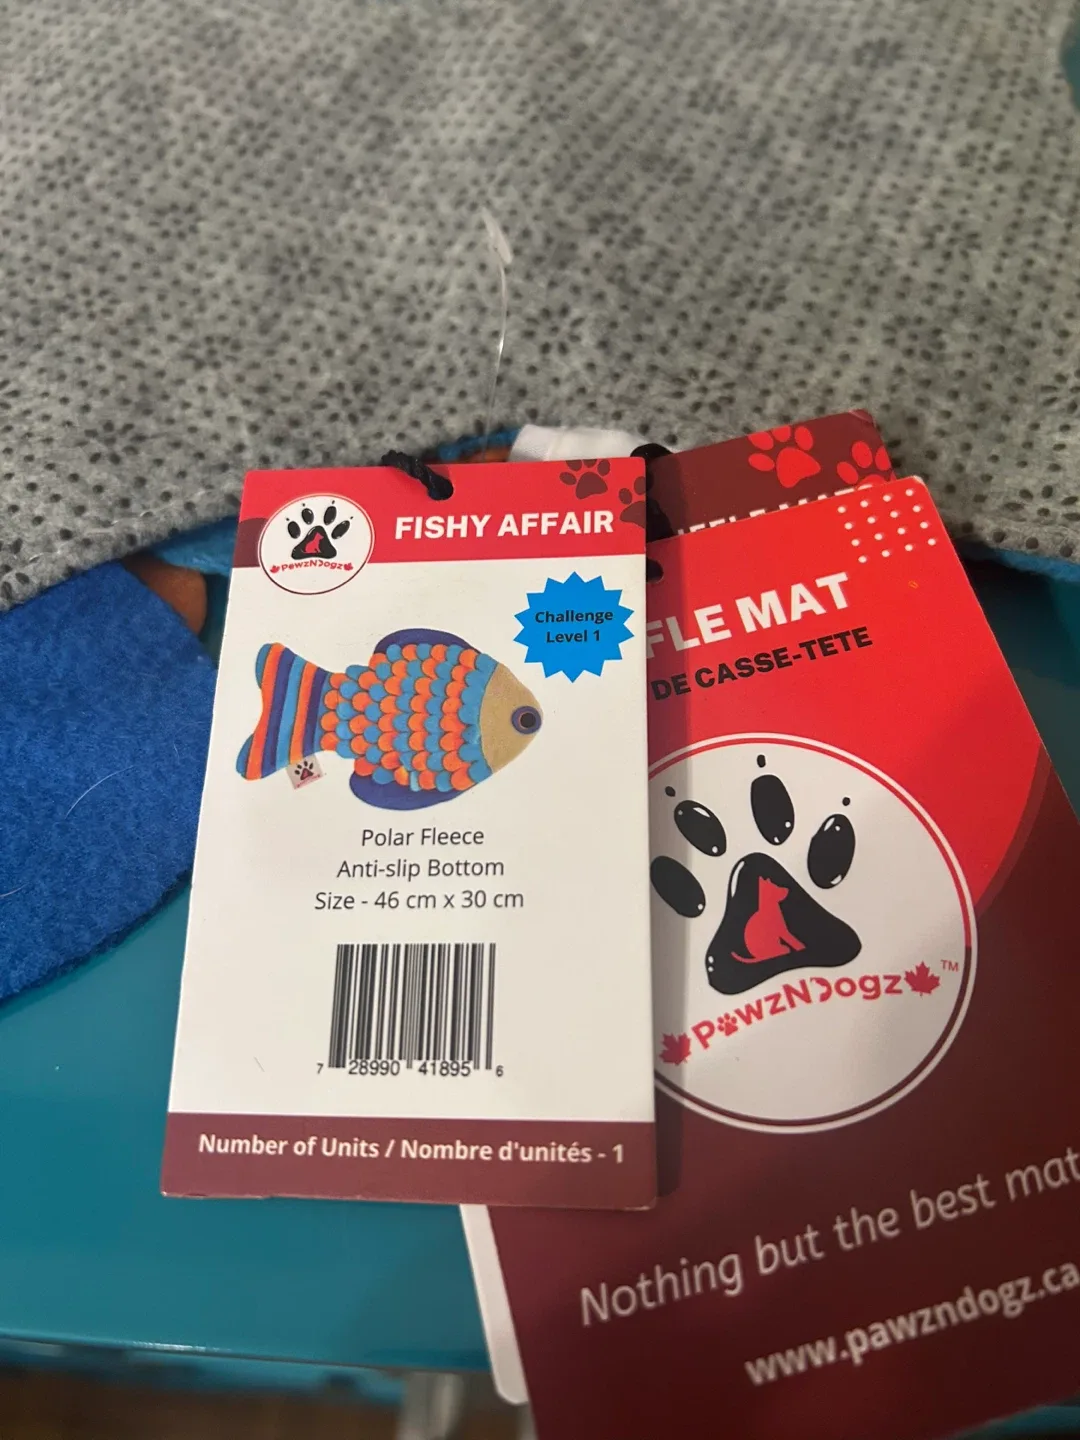 FISHY AFFAIR
PawzNDogz
Challenge
Level 1
Polar Fleece
Anti-slip Bottom
Size - 46 cm x 30 cm
7 28990 41895 6
Number of Units / Nombre d'unités - 1
FLE MAT
DE CASSE-TETE
PawzNDogz TM
Nothing but the best mat
www.pawzndogz.ca